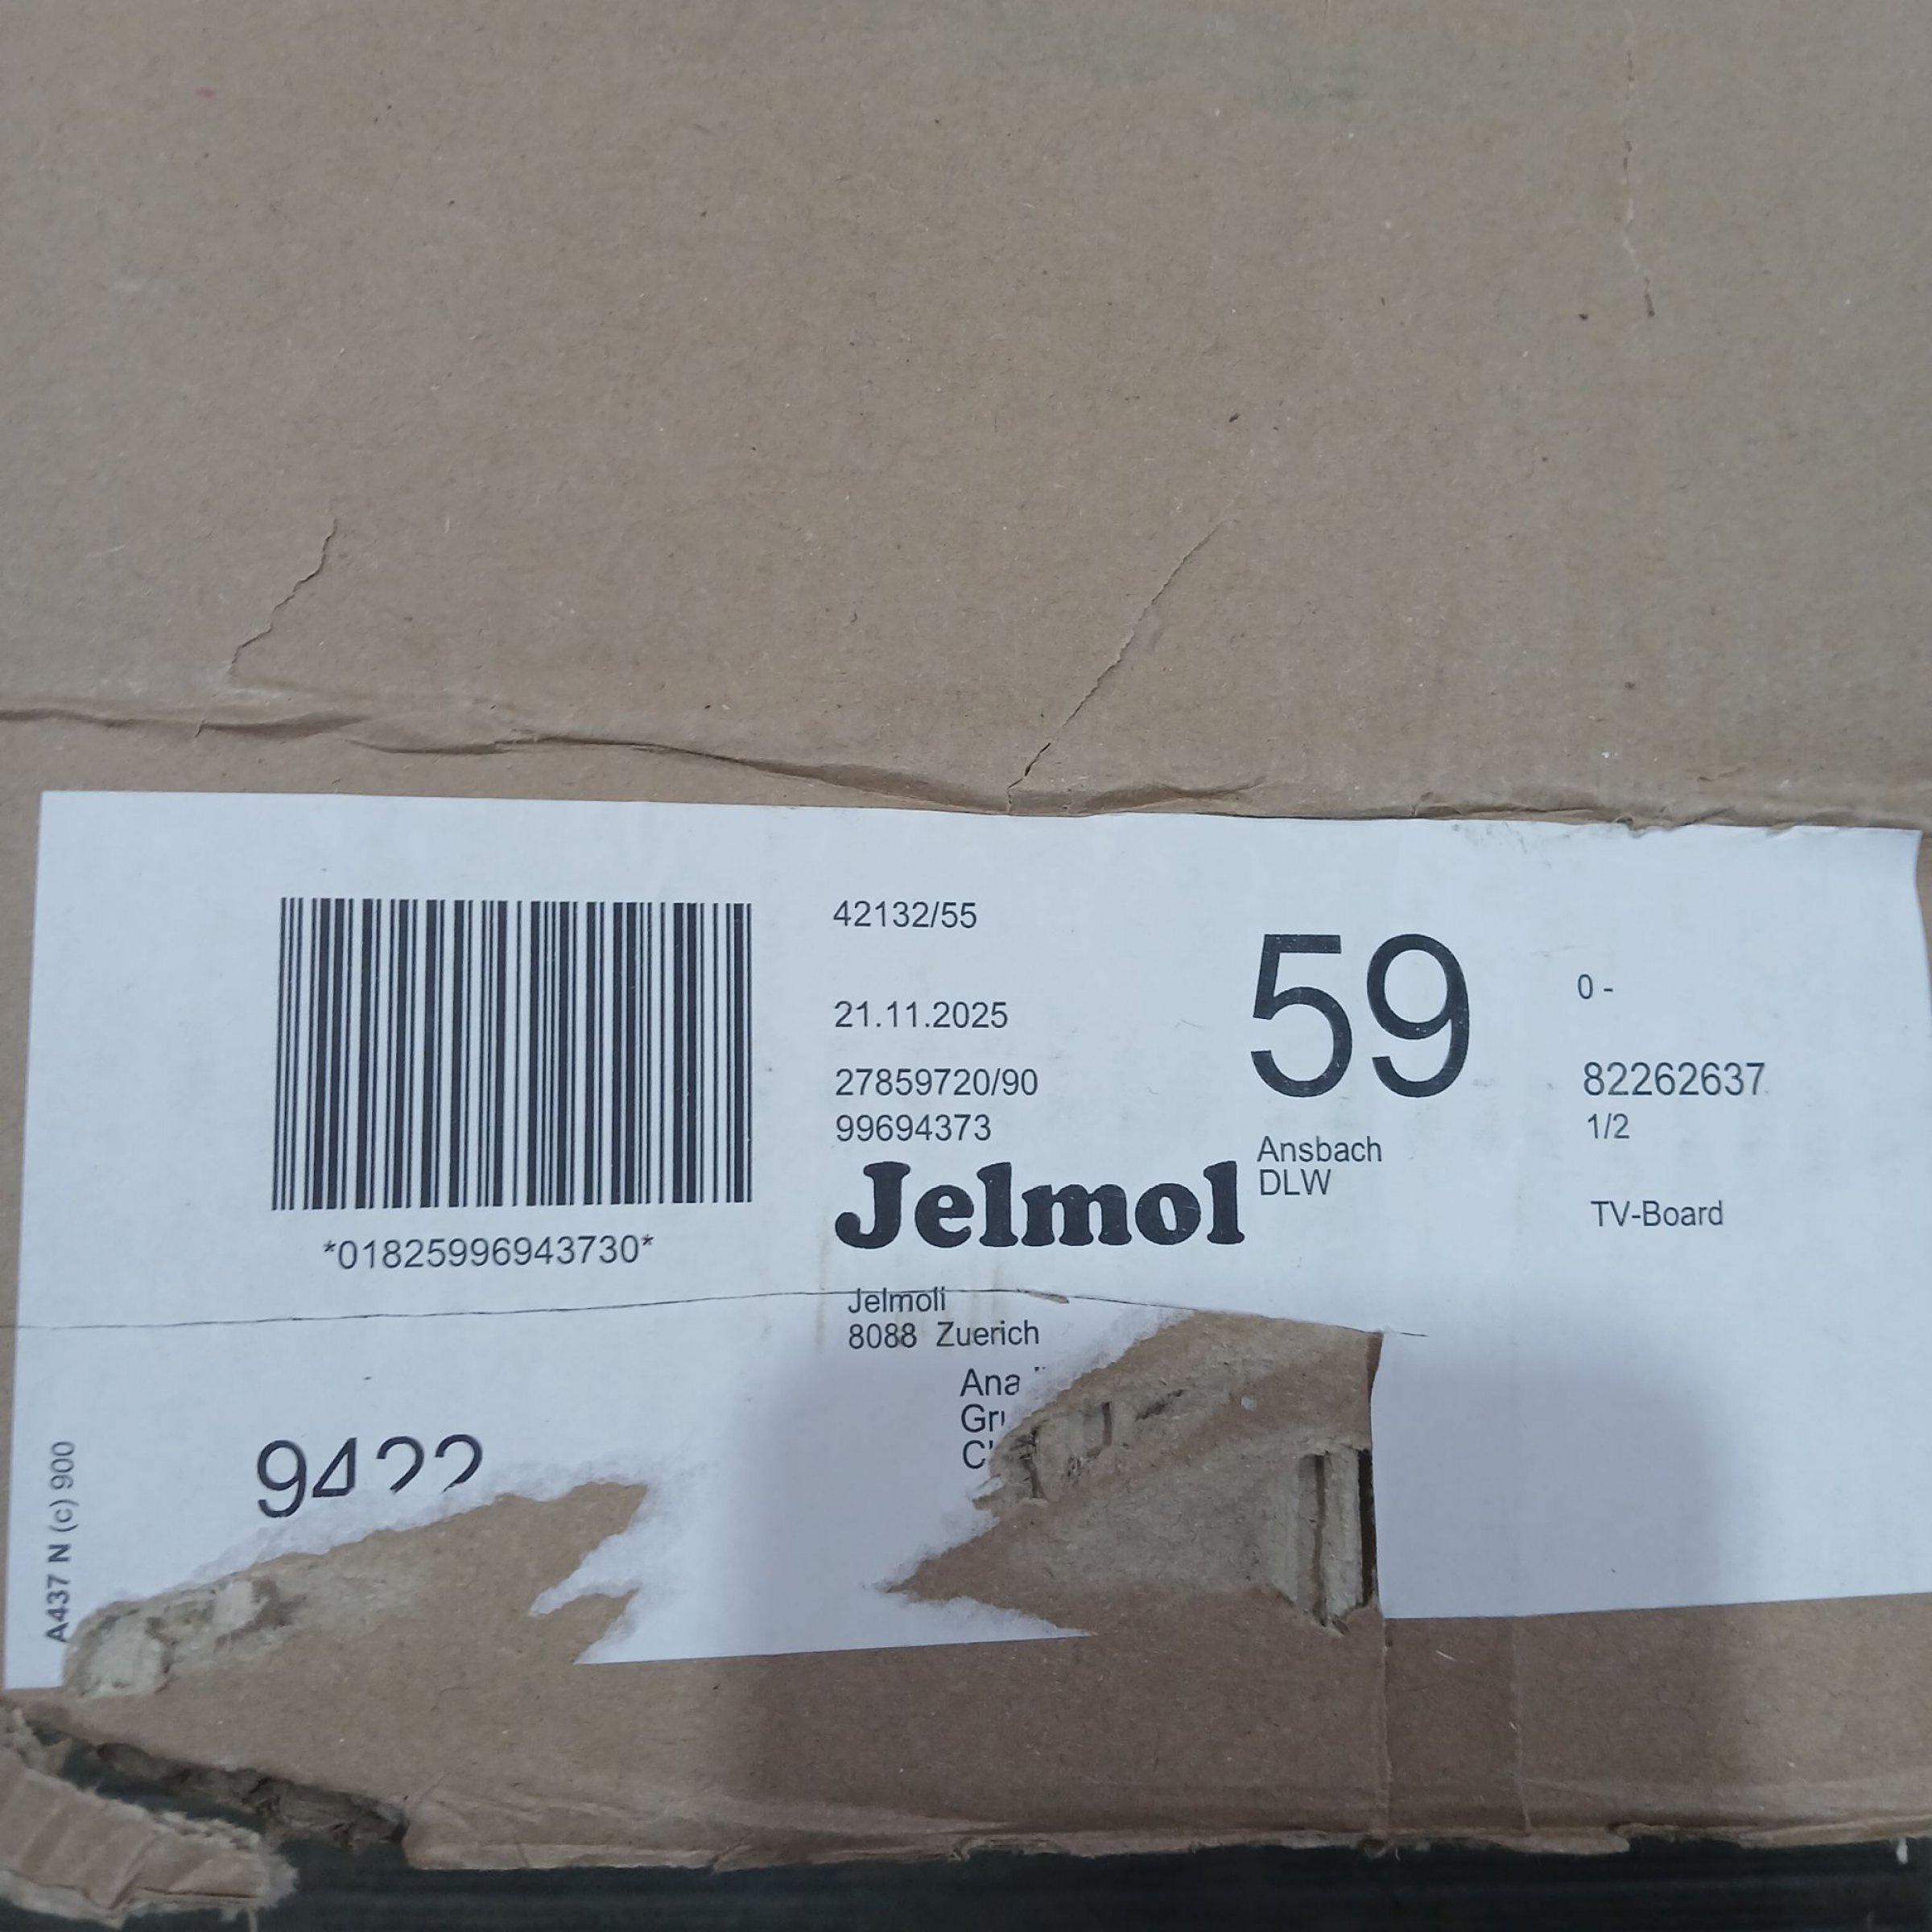 42132/55
21.11.2025
27859720/90
99694373
59
Ansbach
DLW
0 -
82262637
1/2
TV-Board
*01825996943730*
Jelmol
Jelmoli
8088 Zuerich
A437 N (c) 900